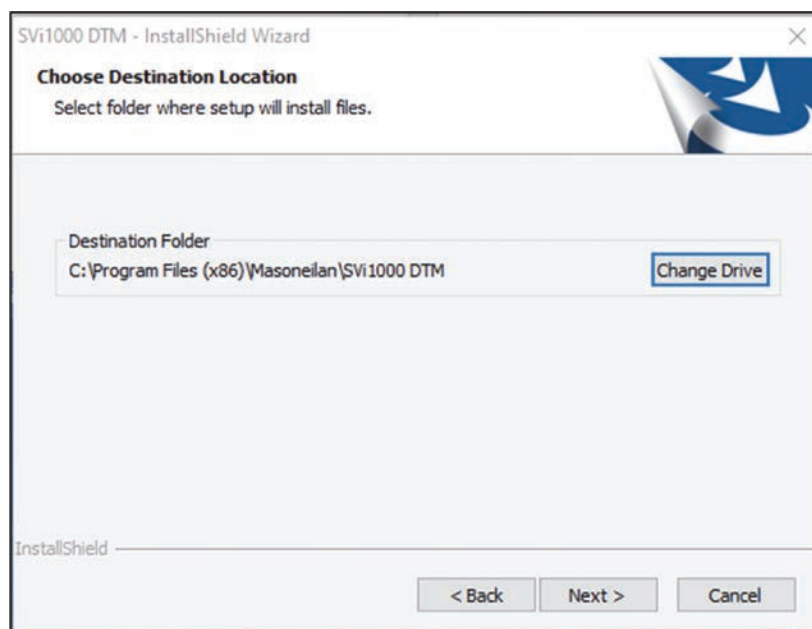 SVi1000 DTM - InstallShield Wizard
Choose Destination Location
Select folder where setup will install files.
Destination Folder
C:\Program Files (x86)\Masoneilan\SVi1000 DTM
Change Drive
InstallShield
< Back
Next >
Cancel